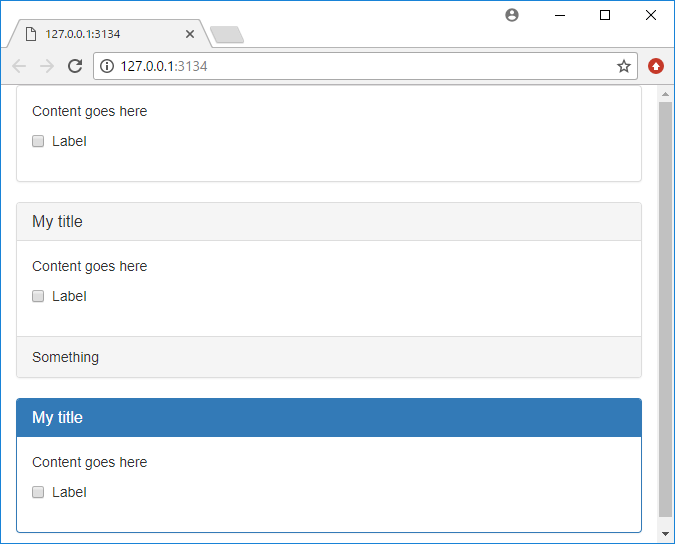 127.0.0.1:3134
127.0.0.1:3134
Content goes here
Label
My title
Content goes here
Label
Something
My title
Content goes here
Label